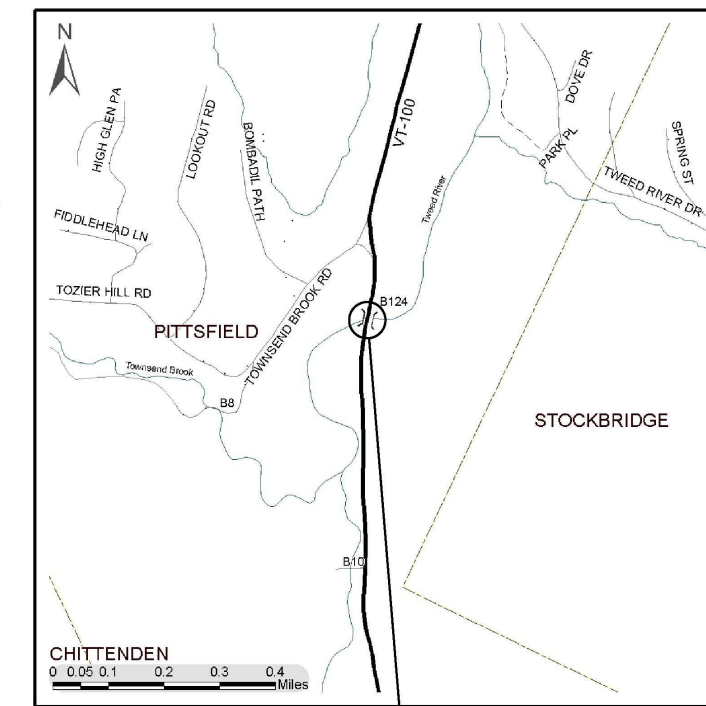 N
HIGH GLEN PA
LOOKOUT RD
BOMBADIL PATH
VT-100
DOVE DR
PARK PL
SPRING ST
TWEED RIVER DR
Tweed River
FIDDLEHEAD LN
TOZIER HILL RD
B124
PITTSFIELD
TOWNSEND BROOK RD
Townsend Brook
B8
STOCKBRIDGE
B10
CHITTENDEN
0 0.05 0.1 0.2 0.3 0.4
Miles